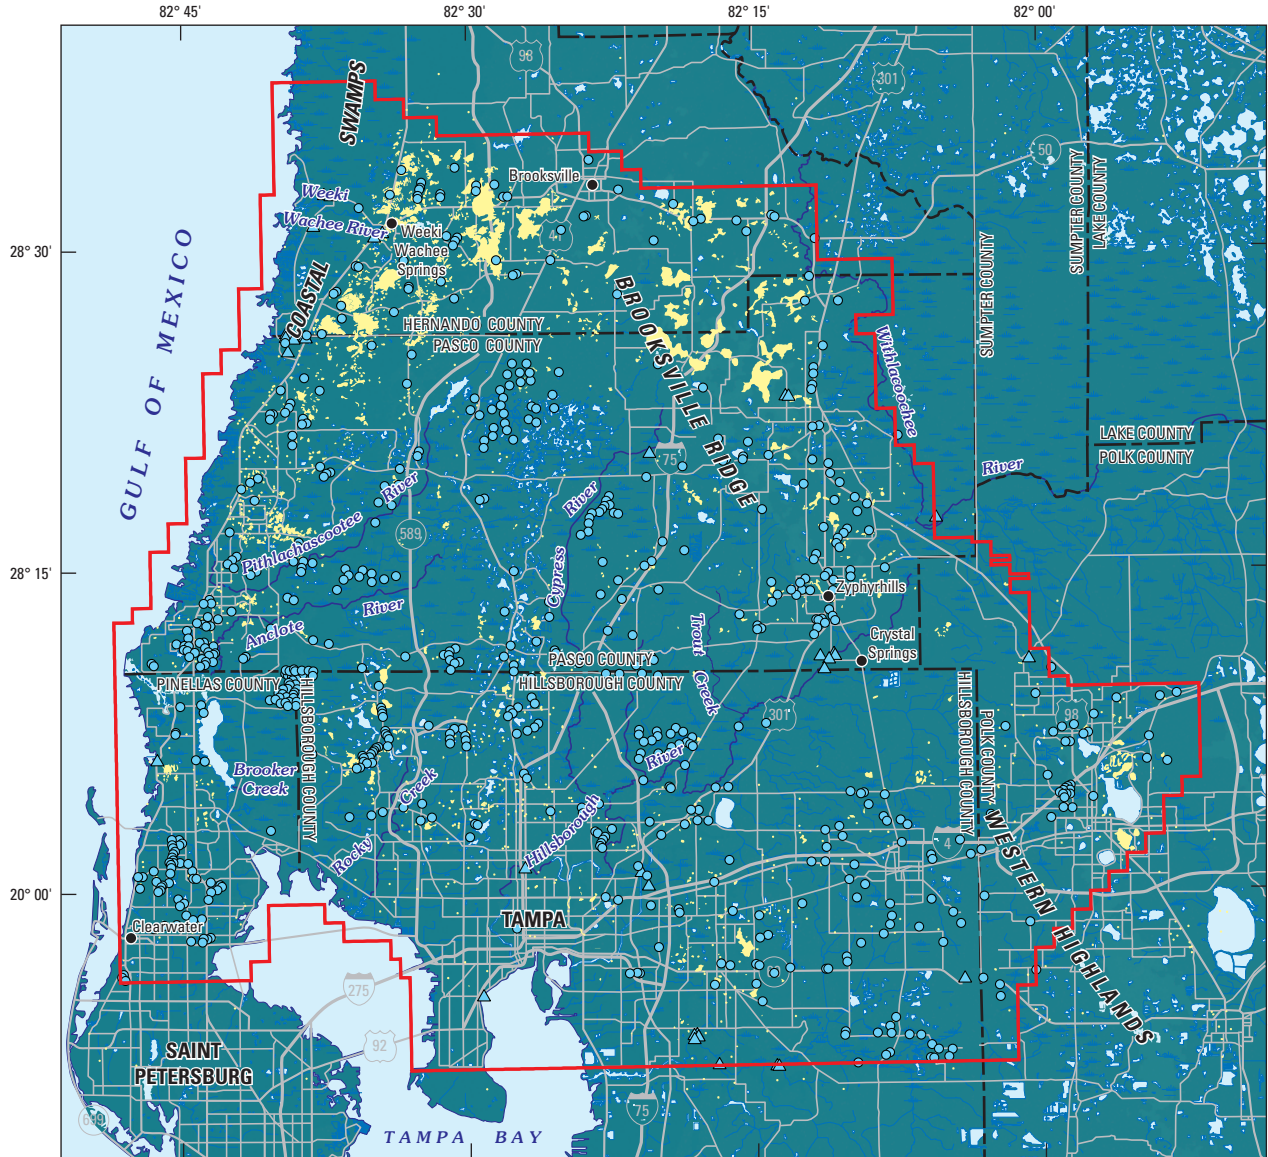 82° 45'
82° 30'
82° 15'
82° 00'
98
301
50
SWAMPS
SUMPTER COUNTY
LAKE COUNTY
Brooksville
Weeki
Wachee River
Weeki
Wachee
Springs
41
28° 30'
GULF OF MEXICO
COASTAL
SUMPTER COUNTY
HERNANDO COUNTY
PASCO COUNTY
BROOKSVILLE RIDGE
Withlacoochee
River
LAKE COUNTY
POLK COUNTY
75
River
River
589
Pithlachascootee
Cypress
28° 15'
Zyphyrhills
River
Anclote
Trout
Creek
Crystal
Springs
PASCO COUNTY
HILLSBOROUGH COUNTY
PINELLAS COUNTY
HILLSBOROUGH COUNTY
HILLSBOROUGH COUNTY
POLK COUNTY
301
98
River
Brooker
Creek
Creek
Rocky
Hillsborough
4
WESTERN HIGHLANDS
20° 00'
Clearwater
TAMPA
275
92
SAINT
PETERSBURG
75
699
TAMPA BAY